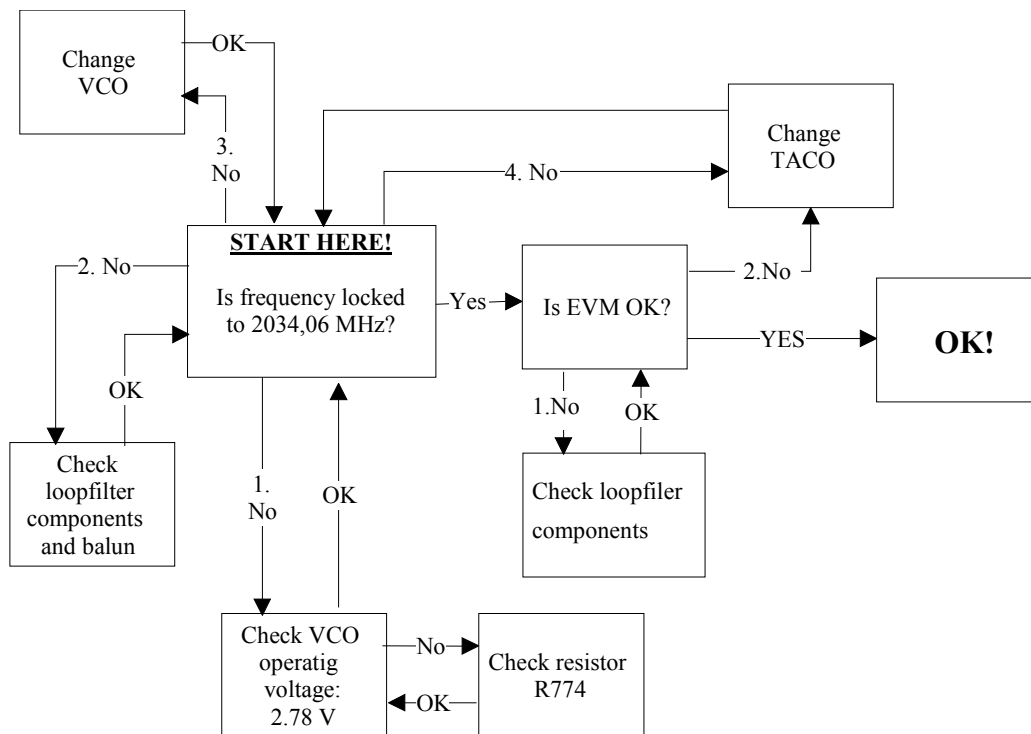 Change
VCO
OK
3.
No
Change
TACO
4. No
START HERE!
Is frequency locked
to 2034,06 MHz?
2. No
Yes
Is EVM OK?
2.No
YES
OK!
OK
1.No
OK
Check
loopfilter
components
and balun
1.
No
OK
Check loopfiler
components
Check VCO
operatig
voltage:
2.78 V
No
OK
Check resistor
R774